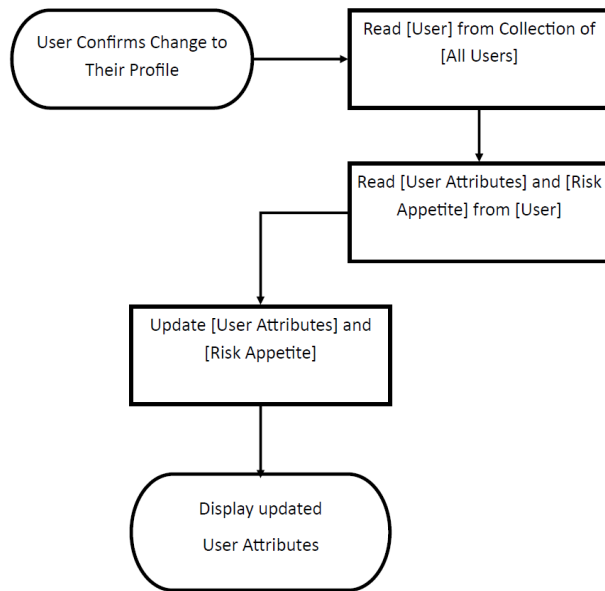 User Confirms Change to
Their Profile
Read [User] from Collection of
[All Users]
Read [User Attributes] and [Risk
Appetite] from [User]
Update [User Attributes] and
[Risk Appetite]
Display updated
User Attributes